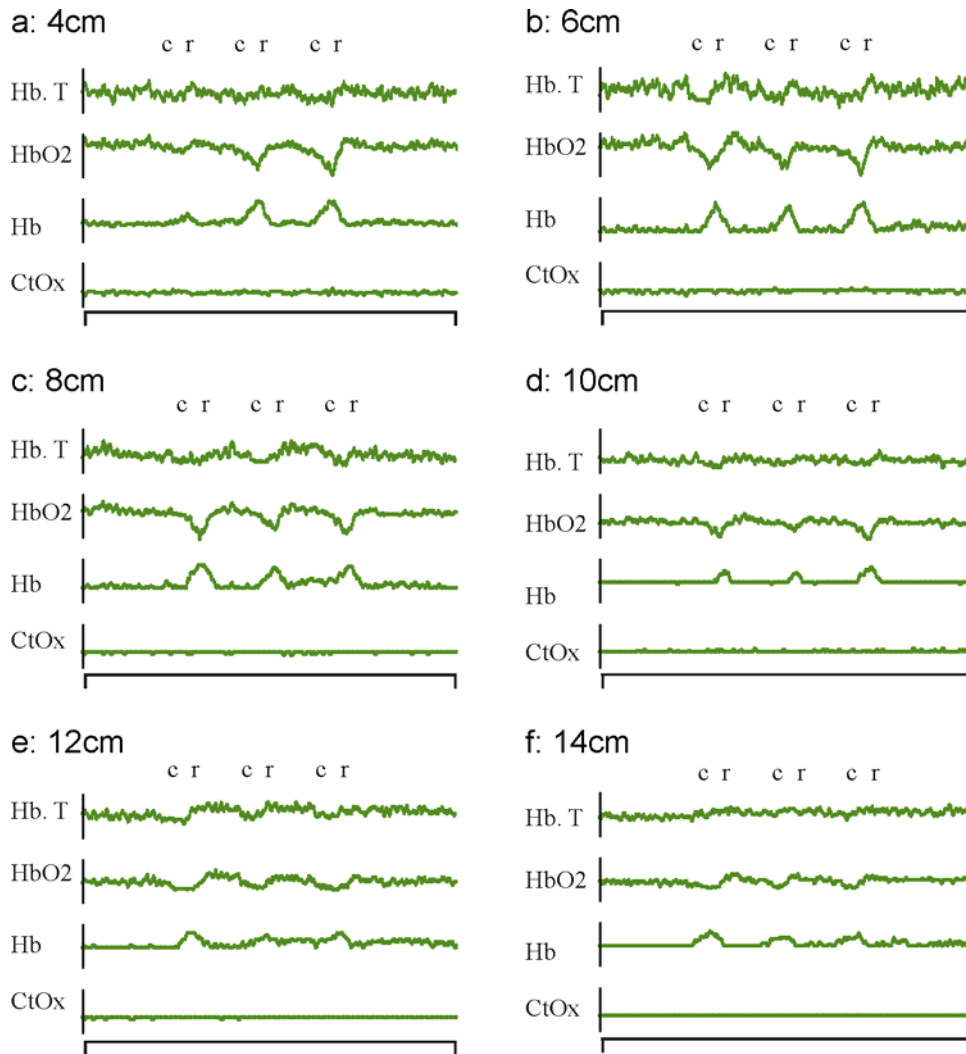 a: 4cm
c r c r c r
Hb. T
HbO2
Hb
CtOx
b: 6cm
c r c r c r
Hb. T
HbO2
Hb
CtOx
c: 8cm
c r c r c r
Hb. T
HbO2
Hb
CtOx
d: 10cm
c r c r c r
Hb. T
HbO2
Hb
CtOx
e: 12cm
c r c r c r
Hb. T
HbO2
Hb
CtOx
f: 14cm
c r c r c r
Hb. T
HbO2
Hb
CtOx